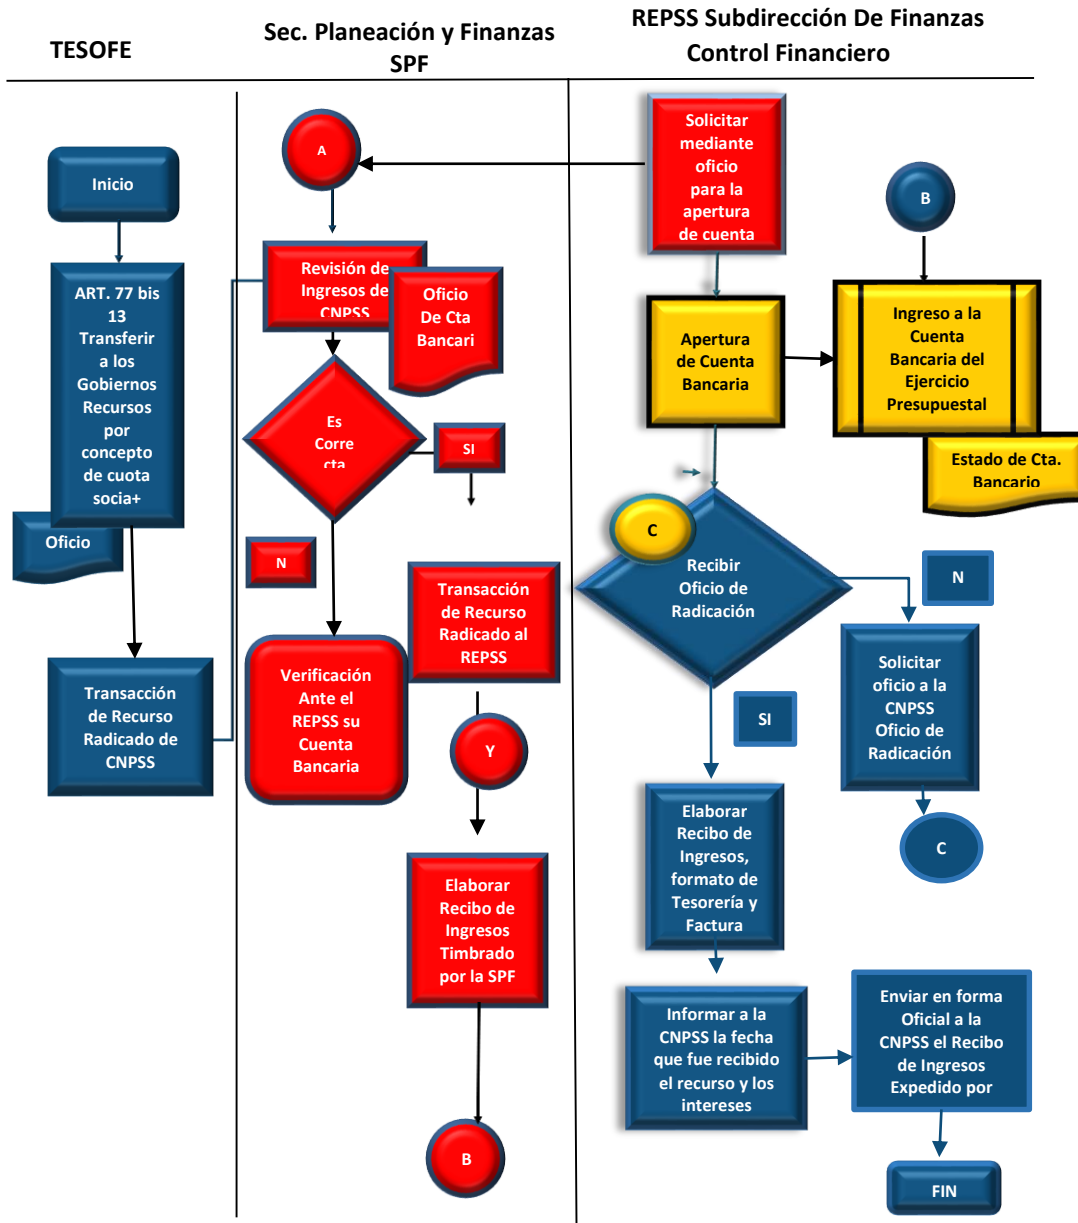 TESOFE
Sec. Planeación y Finanzas
SPF
REPSS Subdirección De Finanzas
Control Financiero
Inicio
ART. 77 bis
13
Transferir
a los
Gobiernos
Recursos
por
concepto
de cuota
socia+
Oficio
Transacción
de Recurso
Radicado de
CNPSS
A
Revisión de
Ingresos de
CNPSS
Oficio
De Cta
Bancari
Es
Corre
cta
SI
N
Verificación
Ante el
REPSS su
Cuenta
Bancaria
Transacción
de Recurso
Radicado al
REPSS
Y
Elaborar
Recibo de
Ingresos
Timbrado
por la SPF
B
Solicitar
mediante
oficio
para la
apertura
de cuenta
B
Apertura
de Cuenta
Bancaria
Ingreso a la
Cuenta
Bancaria del
Ejercicio
Presupuestal
Estado de Cta.
Bancario
C
Recibir
Oficio de
Radicación
N
Solicitar
oficio a la
CNPSS
Oficio de
Radicación
C
SI
Elaborar
Recibo de
Ingresos,
formato de
Tesorería y
Factura
Informar a la
CNPSS la fecha
que fue recibido
el recurso y los
intereses
Enviar en forma
Oficial a la
CNPSS el Recibo
de Ingresos
Expedido por
FIN